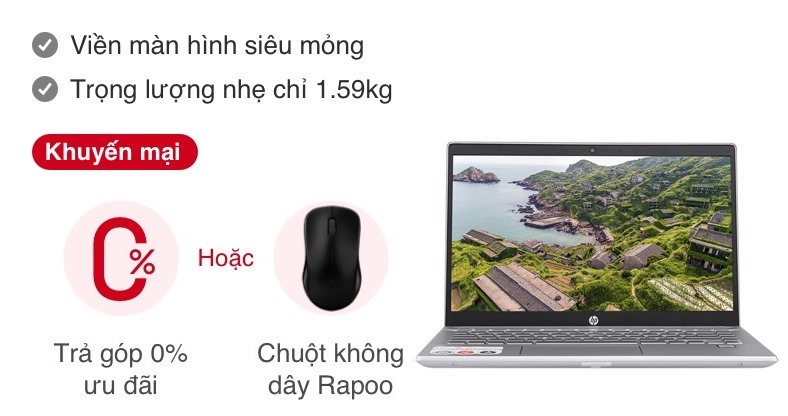 Viền màn hình siêu mỏng
Trọng lượng nhẹ chỉ 1.59kg
Khuyến mại
0%
Hoặc
Trả góp 0%
ưu đãi
Chuột không
dây Rapoo
hp